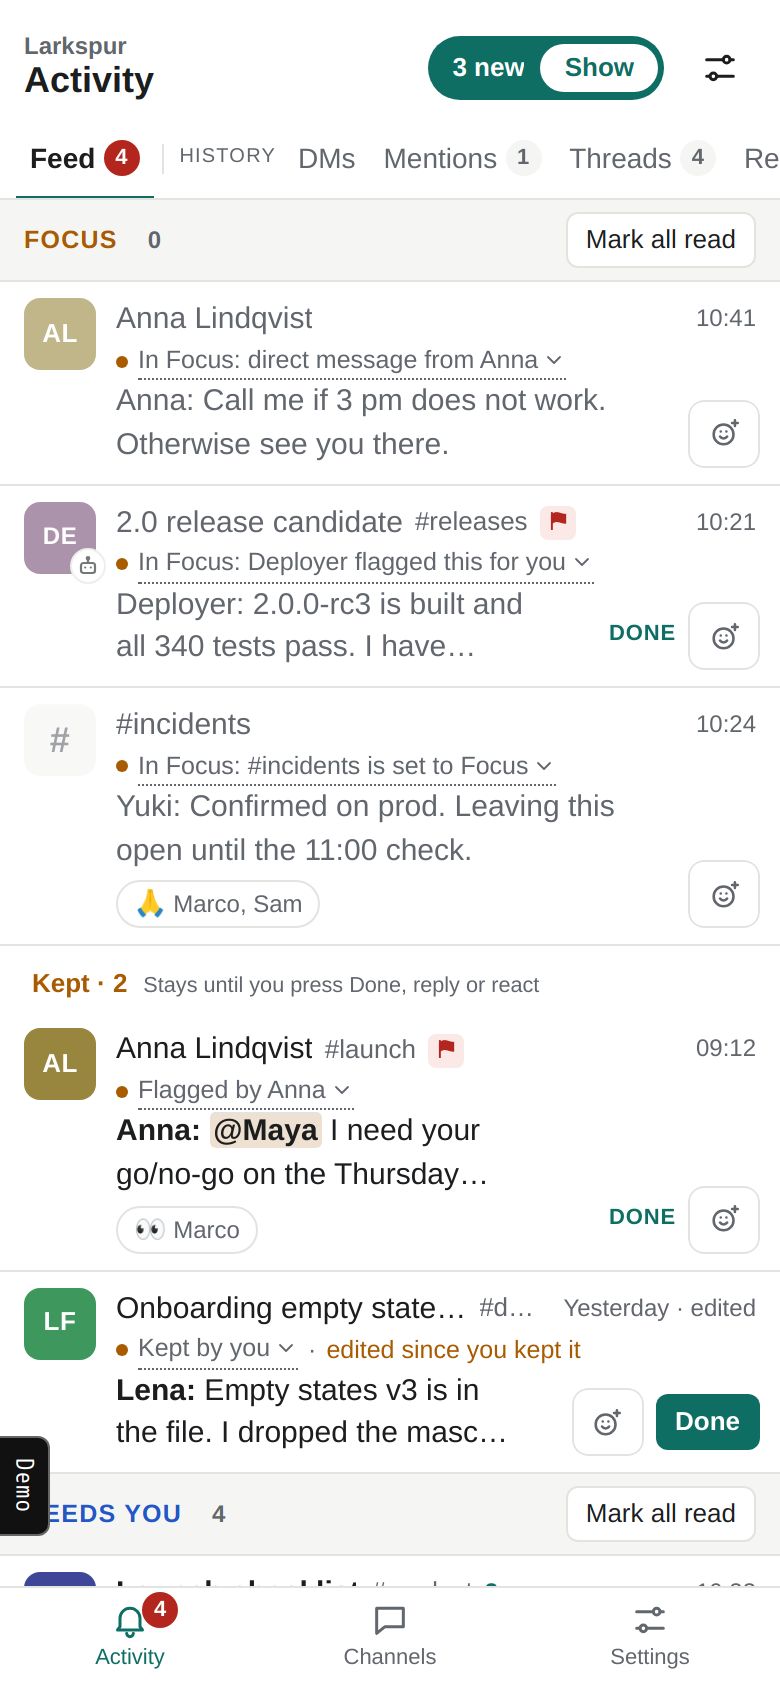 Larkspur
Activity
3 new Show
Feed 4 HISTORY DMs Mentions 1 Threads 4 Re
FOCUS 0 Mark all read
AL Anna Lindqvist 10:41
In Focus: direct message from Anna
Anna: Call me if 3 pm does not work.
Otherwise see you there.
DE 2.0 release candidate #releases 10:21
In Focus: Deployer flagged this for you
Deployer: 2.0.0-rc3 is built and
all 340 tests pass. I have… DONE
# #incidents 10:24
In Focus: #incidents is set to Focus
Yuki: Confirmed on prod. Leaving this
open until the 11:00 check.
🙏 Marco, Sam
Kept · 2 Stays until you press Done, reply or react
AL Anna Lindqvist #launch 09:12
Flagged by Anna
Anna: @Maya I need your
go/no-go on the Thursday…
👀 Marco DONE
LF Onboarding empty state… #d… Yesterday · edited
Kept by you · edited since you kept it
Lena: Empty states v3 is in
the file. I dropped the masc… Done
Demo
EEDS YOU 4 Mark all read
4
Activity Channels Settings